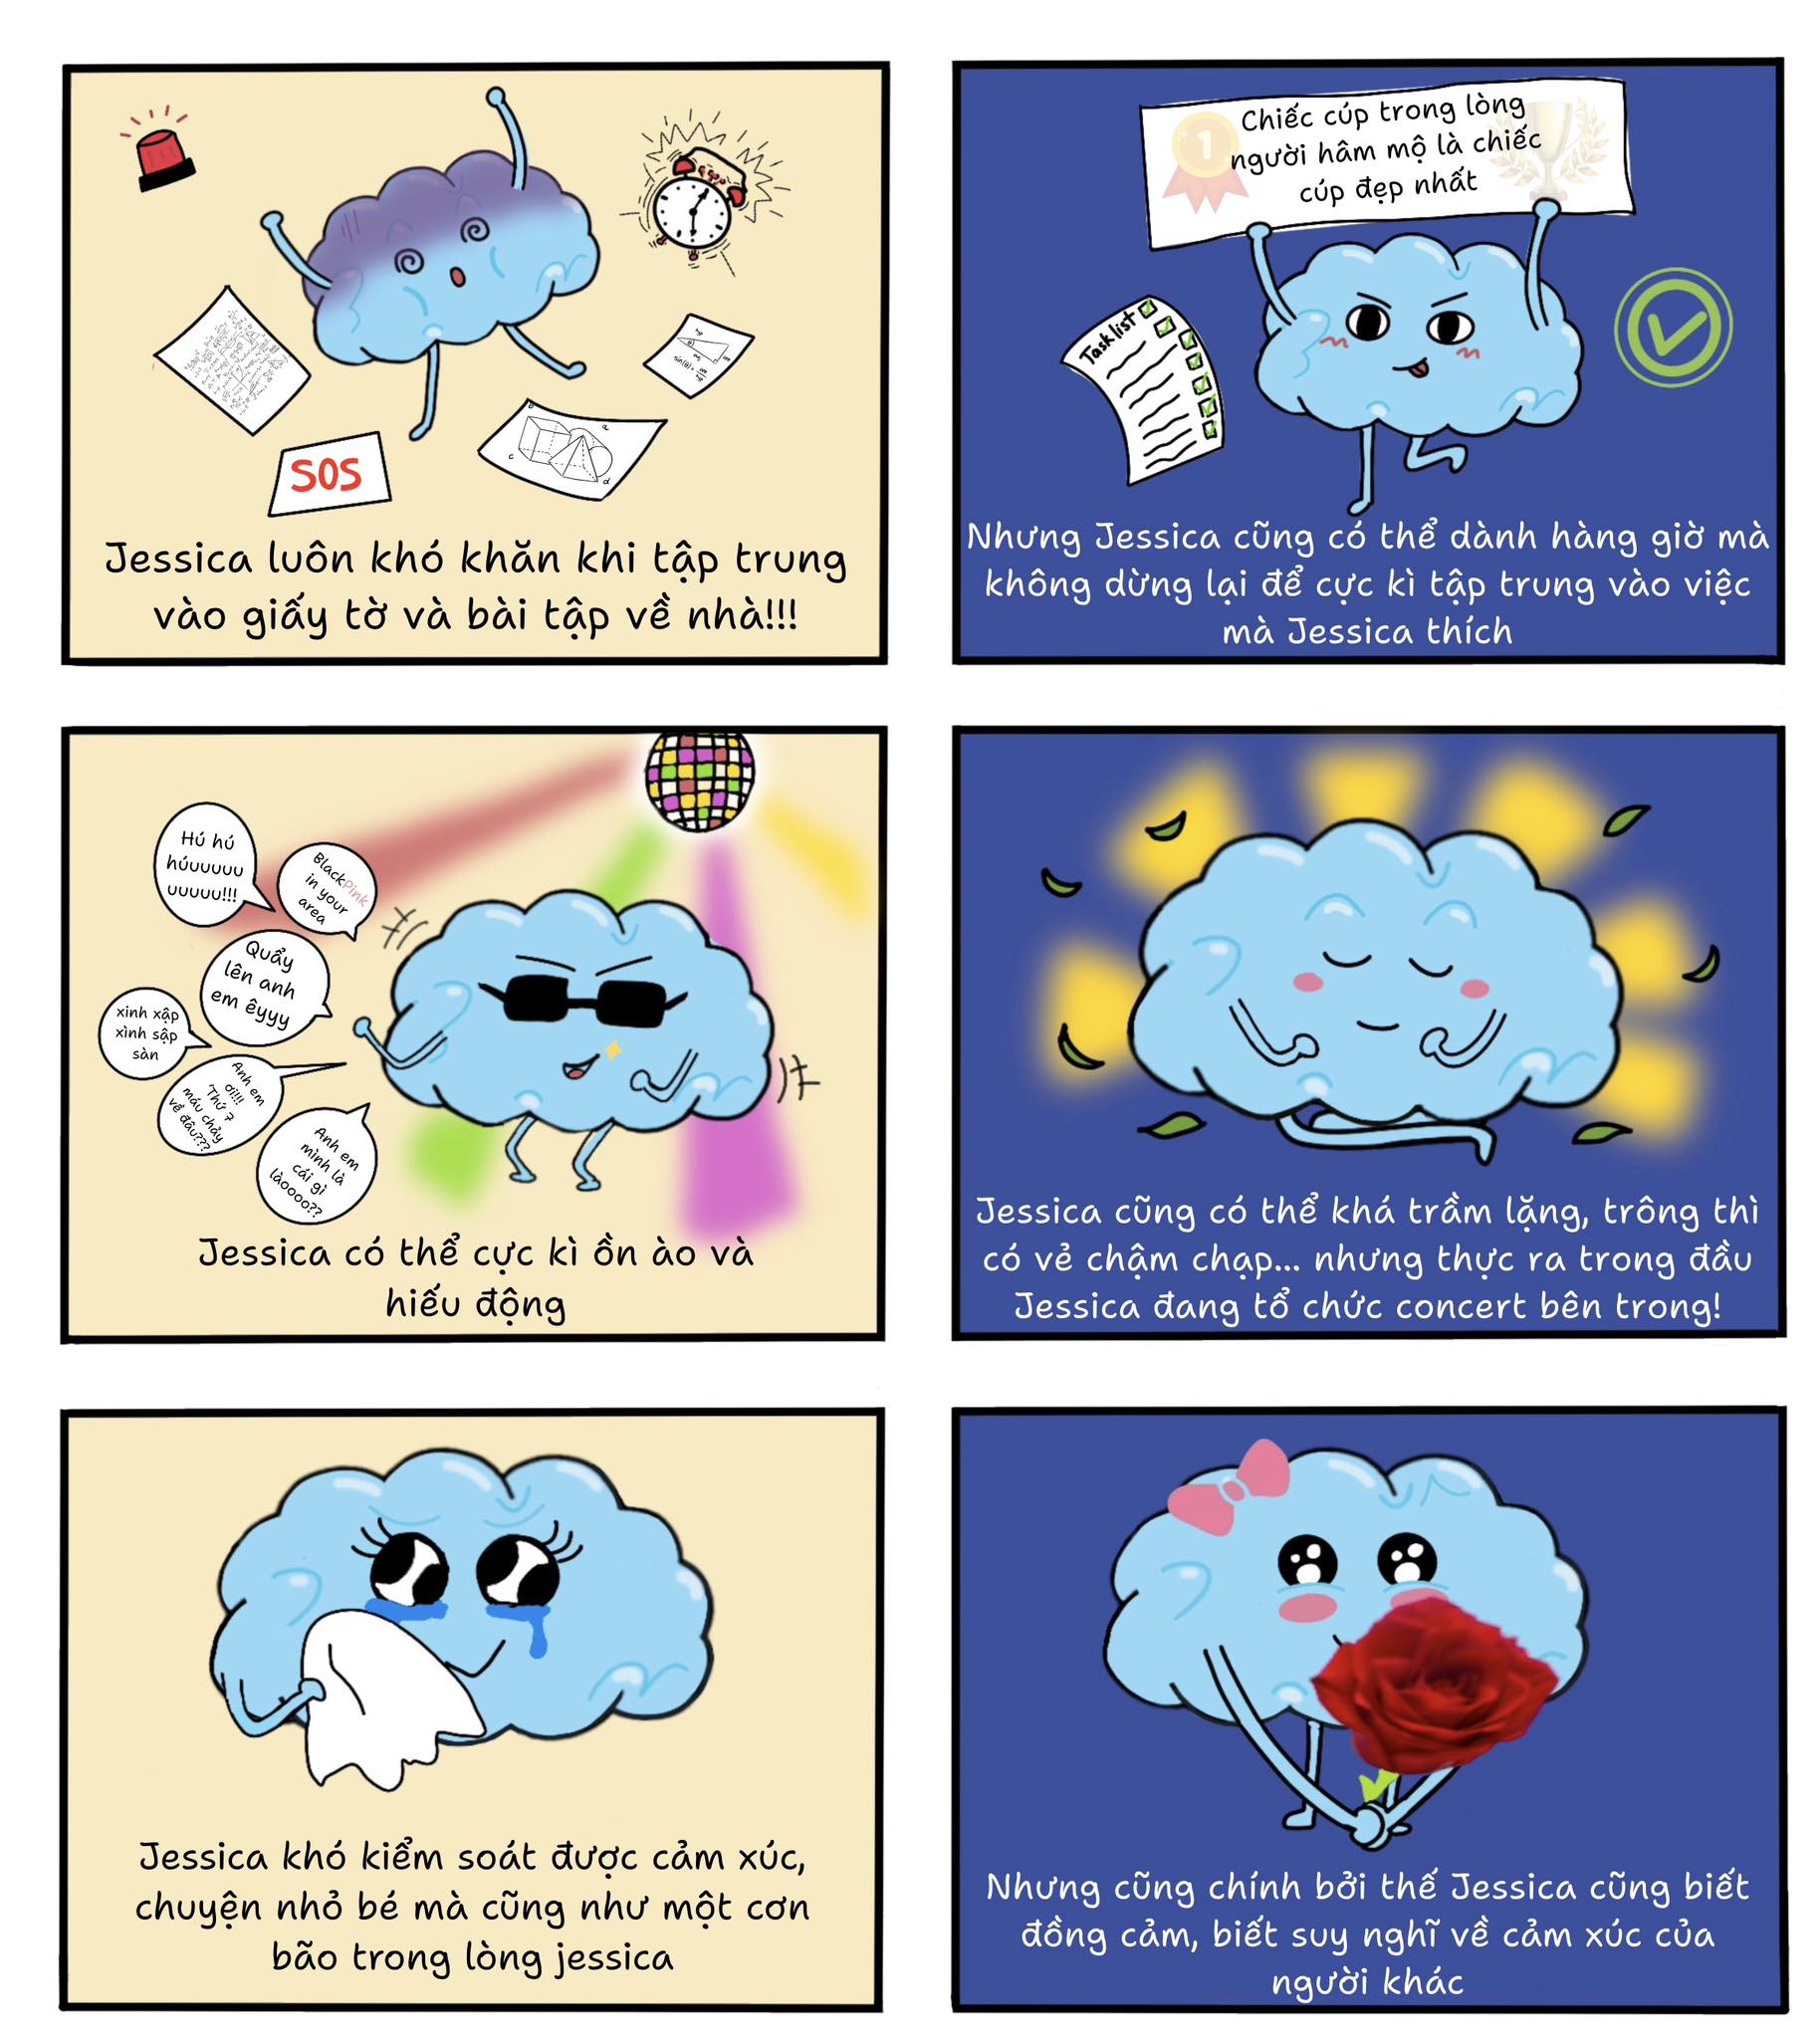 SOS
Jessica luôn khó khăn khi tập trung
vào giấy tờ và bài tập về nhà!!!
Chiếc cúp trong lòng
người hâm mộ là chiếc
cúp đẹp nhất
1
Tasklist
Nhưng Jessica cũng có thể dành hàng giờ mà
không dừng lại để cực kì tập trung vào việc
mà Jessica thích
Hú hú
húuuuuu
uuuuu!!!
BlackPink
in your
area
Quẩy
lên anh
em êyyy
xinh xập
xình sập
sàn
Anh em
ơi!!!
Thứ 7
máu chảy
về đâu???
Anh em
mình là
cái gì
làoooo??
Jessica có thể cực kì ồn ào và
hiếu động
Jessica cũng có thể khá trầm lặng, trông thì
có vẻ chậm chạp... nhưng thực ra trong đầu
Jessica đang tổ chức concert bên trong!
Jessica khó kiểm soát được cảm xúc,
chuyện nhỏ bé mà cũng như một cơn
bão trong lòng jessica
Nhưng cũng chính bởi thế Jessica cũng biết
đồng cảm, biết suy nghĩ về cảm xúc của
người khác